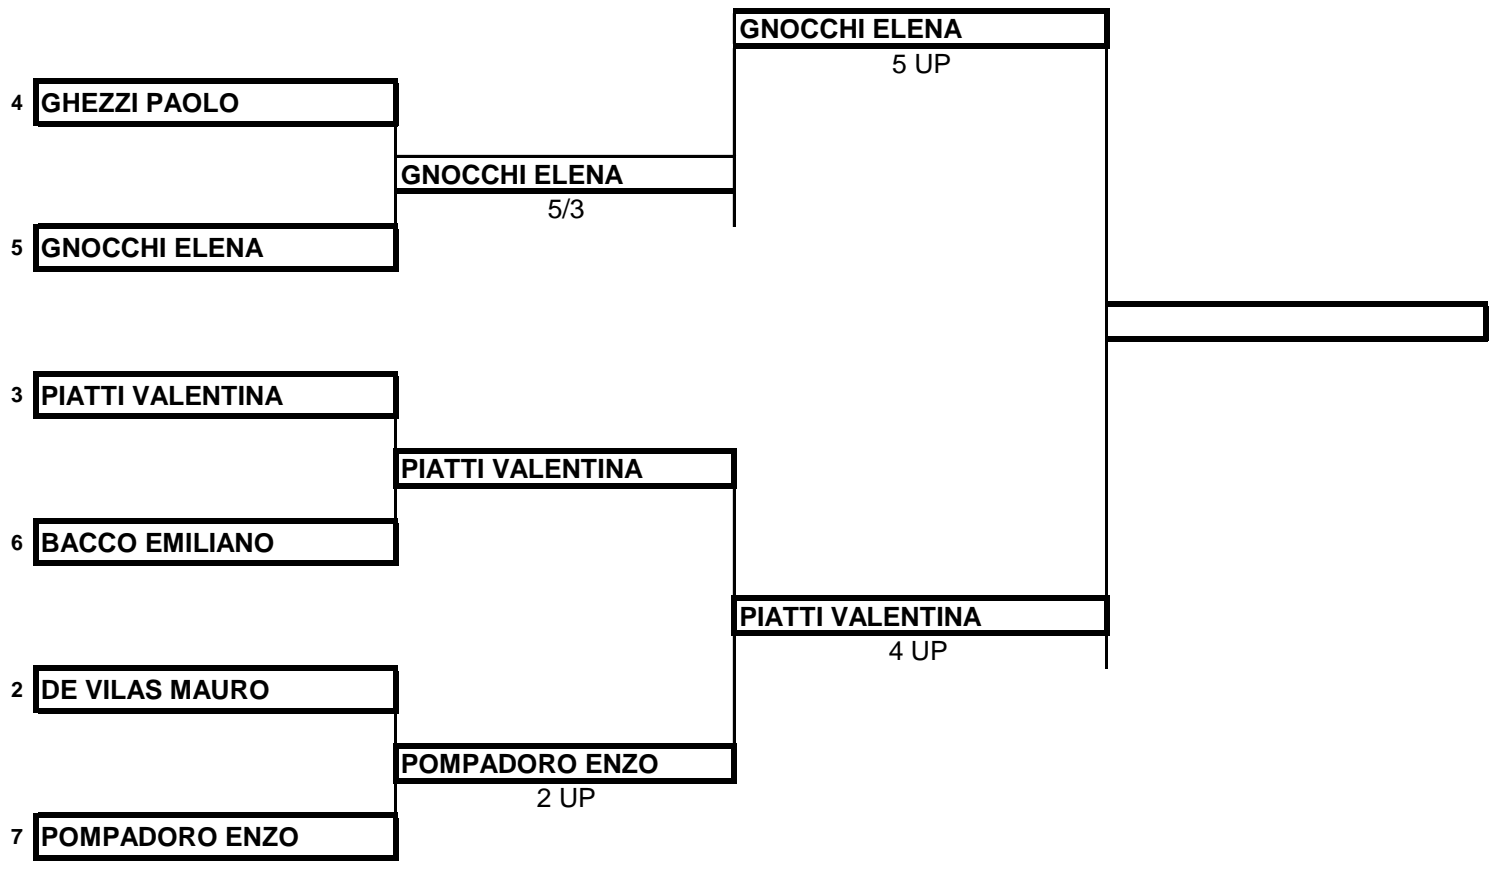 GNOCCHI ELENA
5 UP
4 GHEZZI PAOLO
GNOCCHI ELENA
5/3
5 GNOCCHI ELENA
3 PIATTI VALENTINA
PIATTI VALENTINA
6 BACCO EMILIANO
PIATTI VALENTINA
4 UP
2 DE VILAS MAURO
POMPADORO ENZO
2 UP
7 POMPADORO ENZO